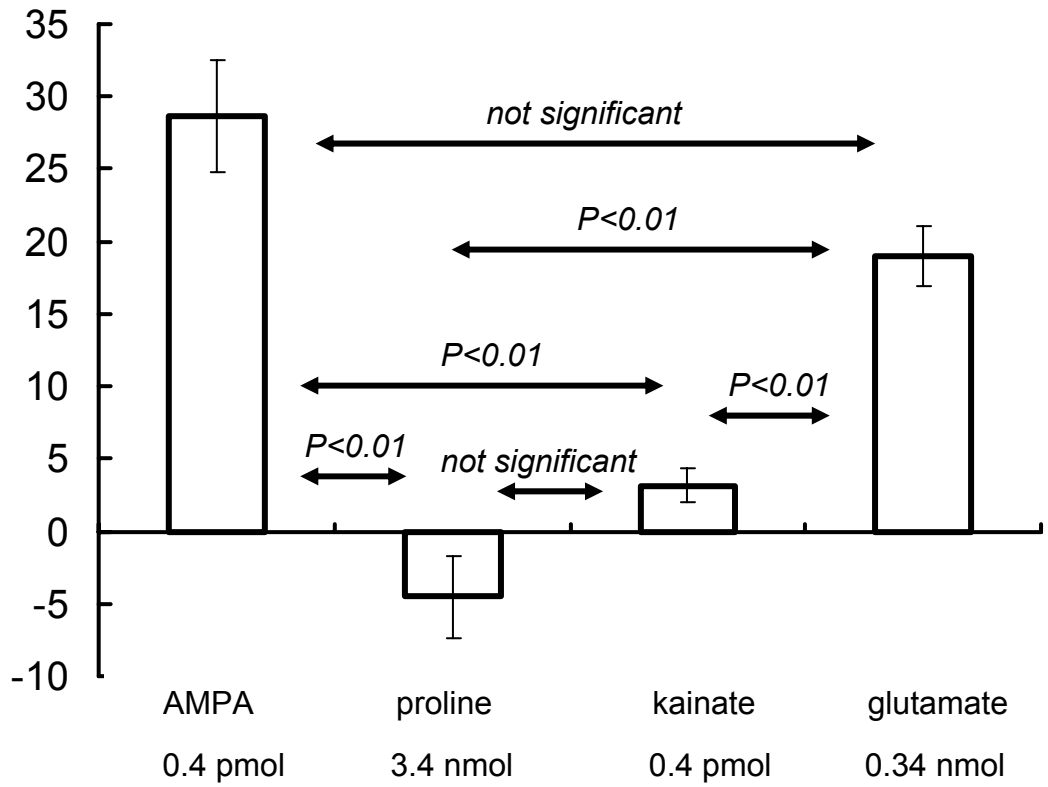 35
30
25
20
15
10
5
0
-5
-10
not significant
P<0.01
P<0.01
P<0.01
P<0.01
not significant
AMPA proline kainate glutamate
0.4 pmol 3.4 nmol 0.4 pmol 0.34 nmol